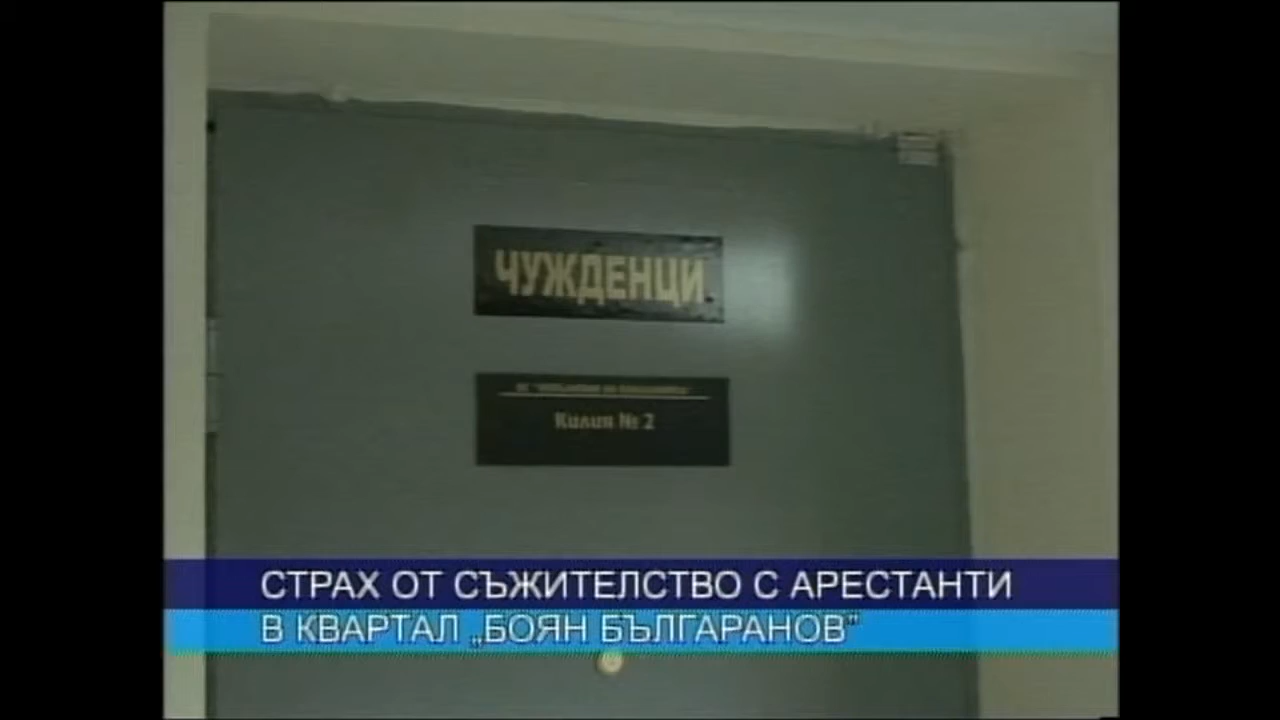 ЧУЖДЕНЦИ
Килия № 2
СТРАХ ОТ СЪЖИТЕЛСТВО С АРЕСТАНТИ
В КВАРТАЛ „БОЯН БЪЛГАРАНОВ"